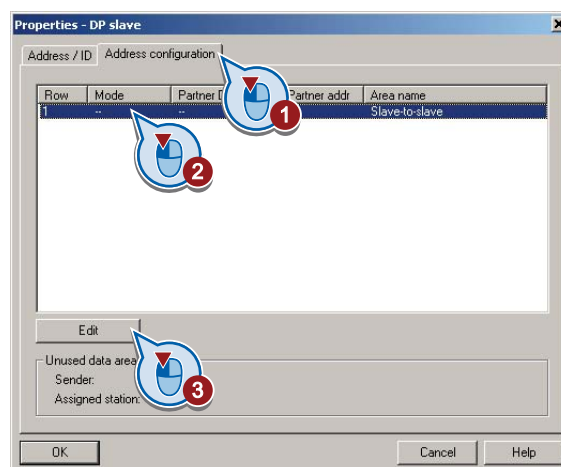 Properties - DP slave
Address / ID Address configuration
Row Mode Partner Partner addr Area name
1 -- -- Slave-to-slave
1
2
Edit
3
Unused data area
Sender:
Assigned station:
OK Cancel Help